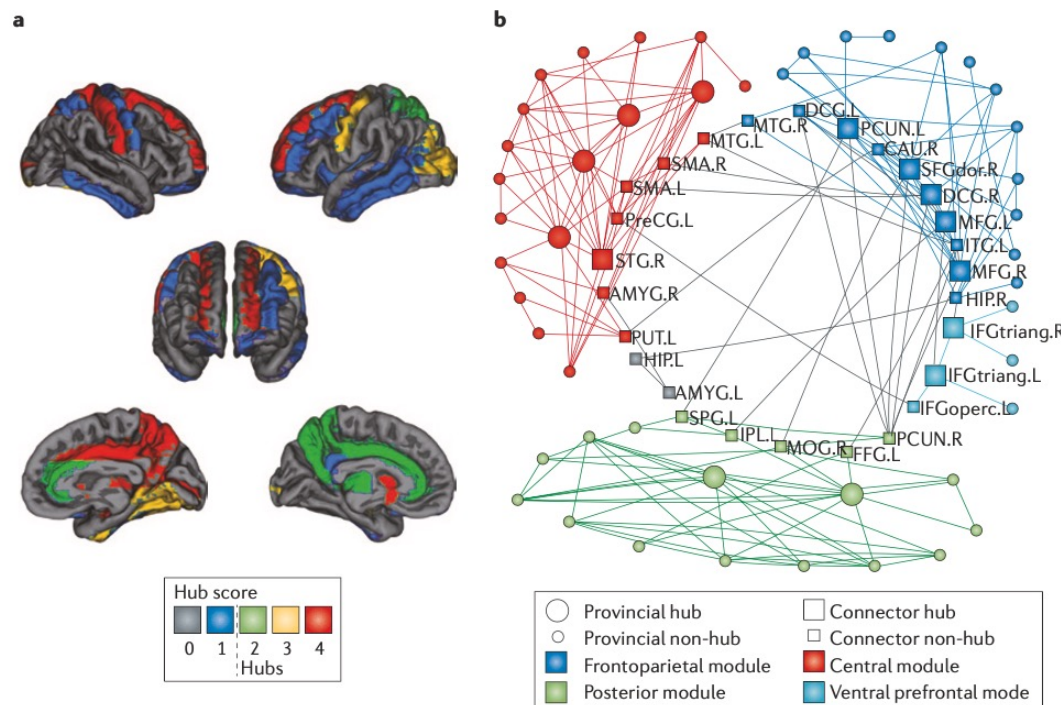 a
Hub score
0 1 2 3 4
Hubs
b
DCG.L
MTG.R
PCUN.L
MTG.L
CAU.R
SMA.R
SFGdor.R
SMA.L
DCG.R
PreCG.L
MFG.L
ITG.L
STG.R
MFG.R
AMYG.R
HIP.R
PUT.L
IFGtriang.R
HIP.L
IFGtriang.L
AMYG.L
IFGoperc.L
SPG.L
IPL.L
PCUN.R
MOG.R
FFG.L
Provincial hub
Connector hub
Provincial non-hub
Connector non-hub
Frontoparietal module
Central module
Posterior module
Ventral prefrontal mode